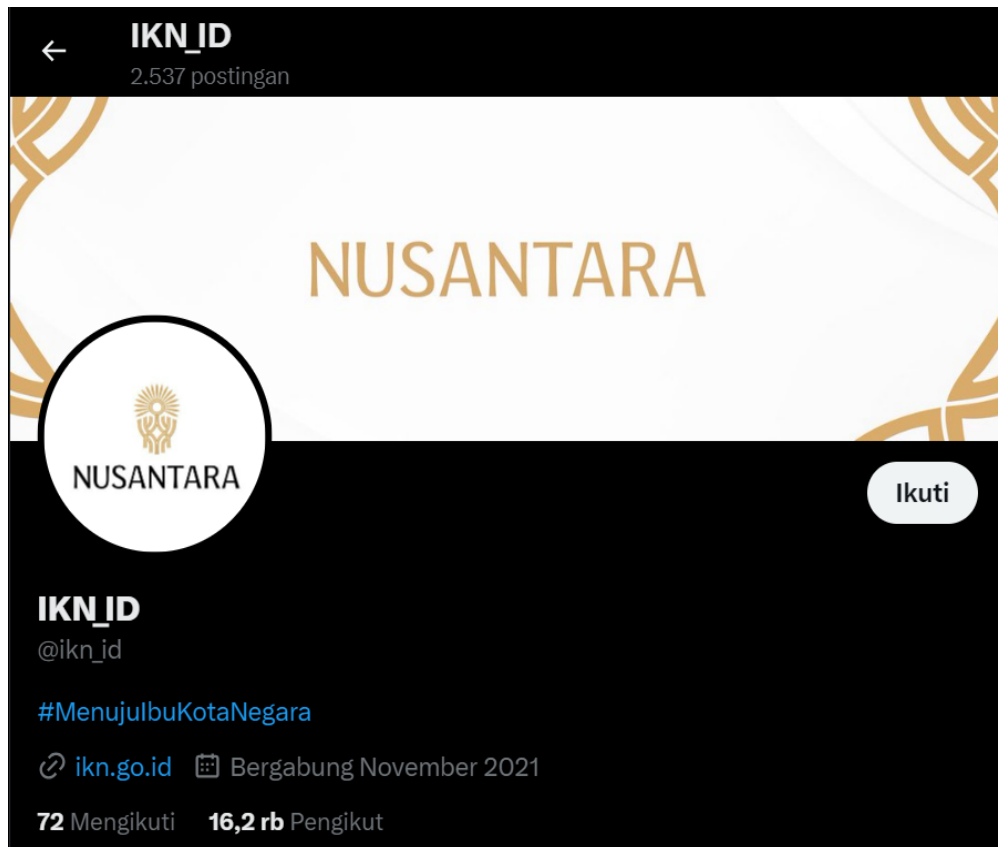 IKN_ID
2.537 postingan
NUSANTARA
NUSANTARA
Ikuti
IKN_ID
@ikn_id
#MenujuIbuKotaNegara
ikn.go.id Bergabung November 2021
72 Mengikuti 16,2 rb Pengikut